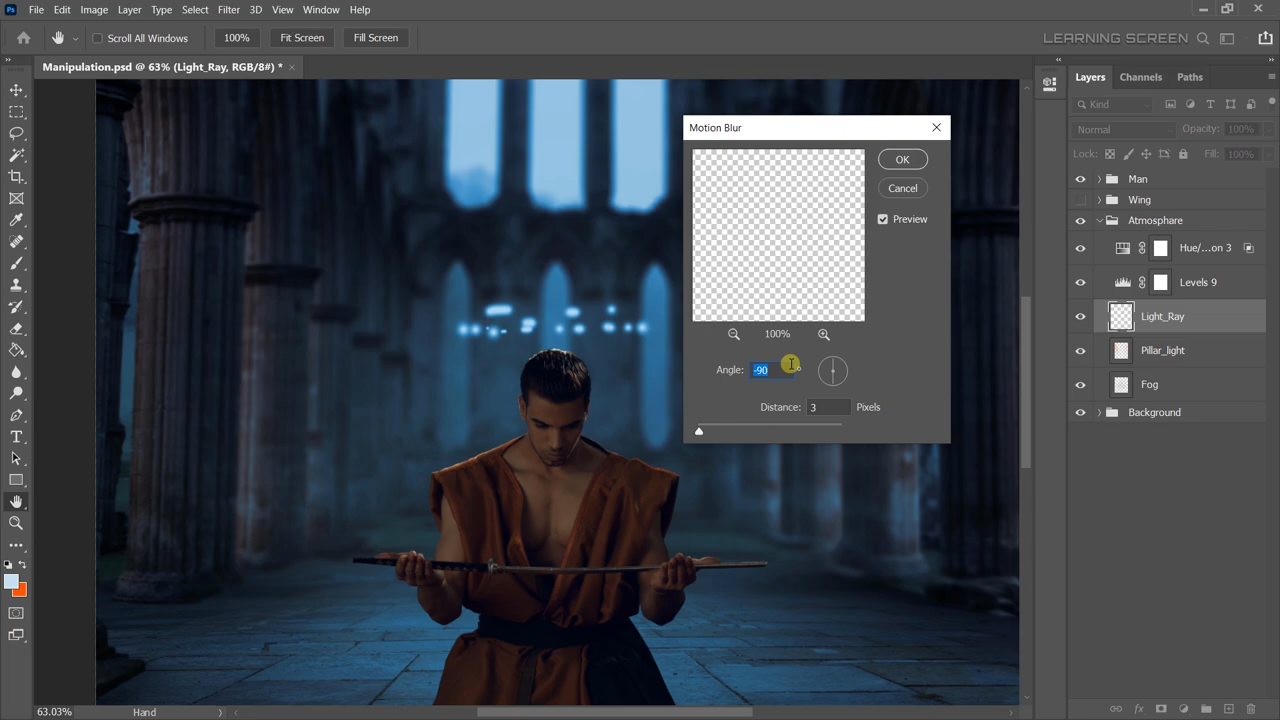 Ps File Edit Image Layer Type Select Filter 3D View Window Help
Scroll All Windows 100% Fit Screen Fill Screen LEARNING SCREEN
Manipulation.psd @ 63% (Light_Ray, RGB/8#) * ×
Motion Blur
OK
Cancel
Preview
100%
Angle: -90 °
Distance: 3 Pixels
Layers Channels Paths
Kind
Normal Opacity: 100%
Lock: Fill: 100%
Man
Wing
Atmosphere
Hue/...on 3
Levels 9
Light_Ray
Pillar_light
Fog
Background
63.03% Hand